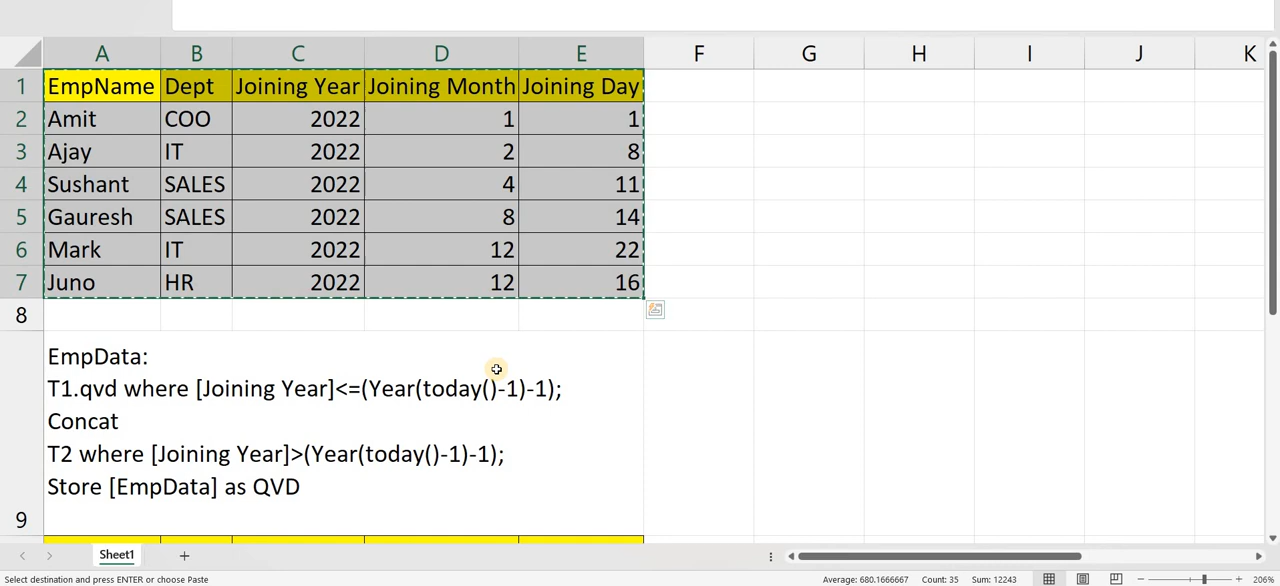 A B C D E F G H I J K
1 EmpName Dept Joining Year Joining Month Joining Day
2 Amit COO 2022 1 1
3 Ajay IT 2022 2 8
4 Sushant SALES 2022 4 11
5 Gauresh SALES 2022 8 14
6 Mark IT 2022 12 22
7 Juno HR 2022 12 16
8
EmpData:
T1.qvd where [Joining Year]<=(Year(today()-1)-1);
Concat
T2 where [Joining Year]>(Year(today()-1)-1);
Store [EmpData] as QVD
9
Sheet1
Select destination and press ENTER or choose Paste Average: 680.1666667 Count: 35 Sum: 12243 206%